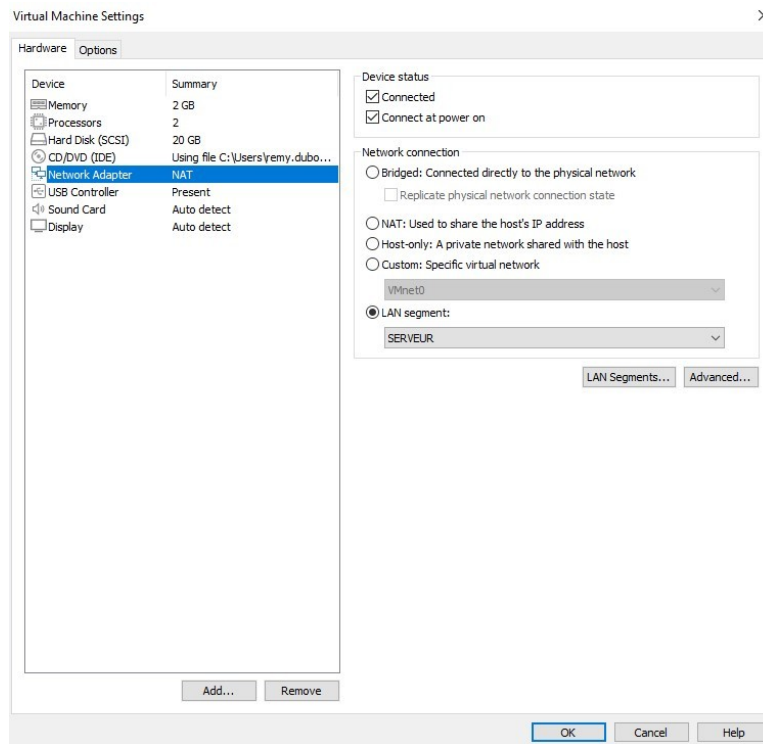 Virtual Machine Settings
Hardware
Options
Device Summary
Memory 2 GB
Processors 2
Hard Disk (SCSI) 20 GB
CD/DVD (IDE) Using file C:\Users\remy.dubo...
Network Adapter NAT
USB Controller Present
Sound Card Auto detect
Display Auto detect
Add...
Remove
Device status
Connected
Connect at power on
Network connection
Bridged: Connected directly to the physical network
Replicate physical network connection state
NAT: Used to share the host's IP address
Host-only: A private network shared with the host
Custom: Specific virtual network
VMnet0
LAN segment:
SERVEUR
LAN Segments...
Advanced...
OK
Cancel
Help